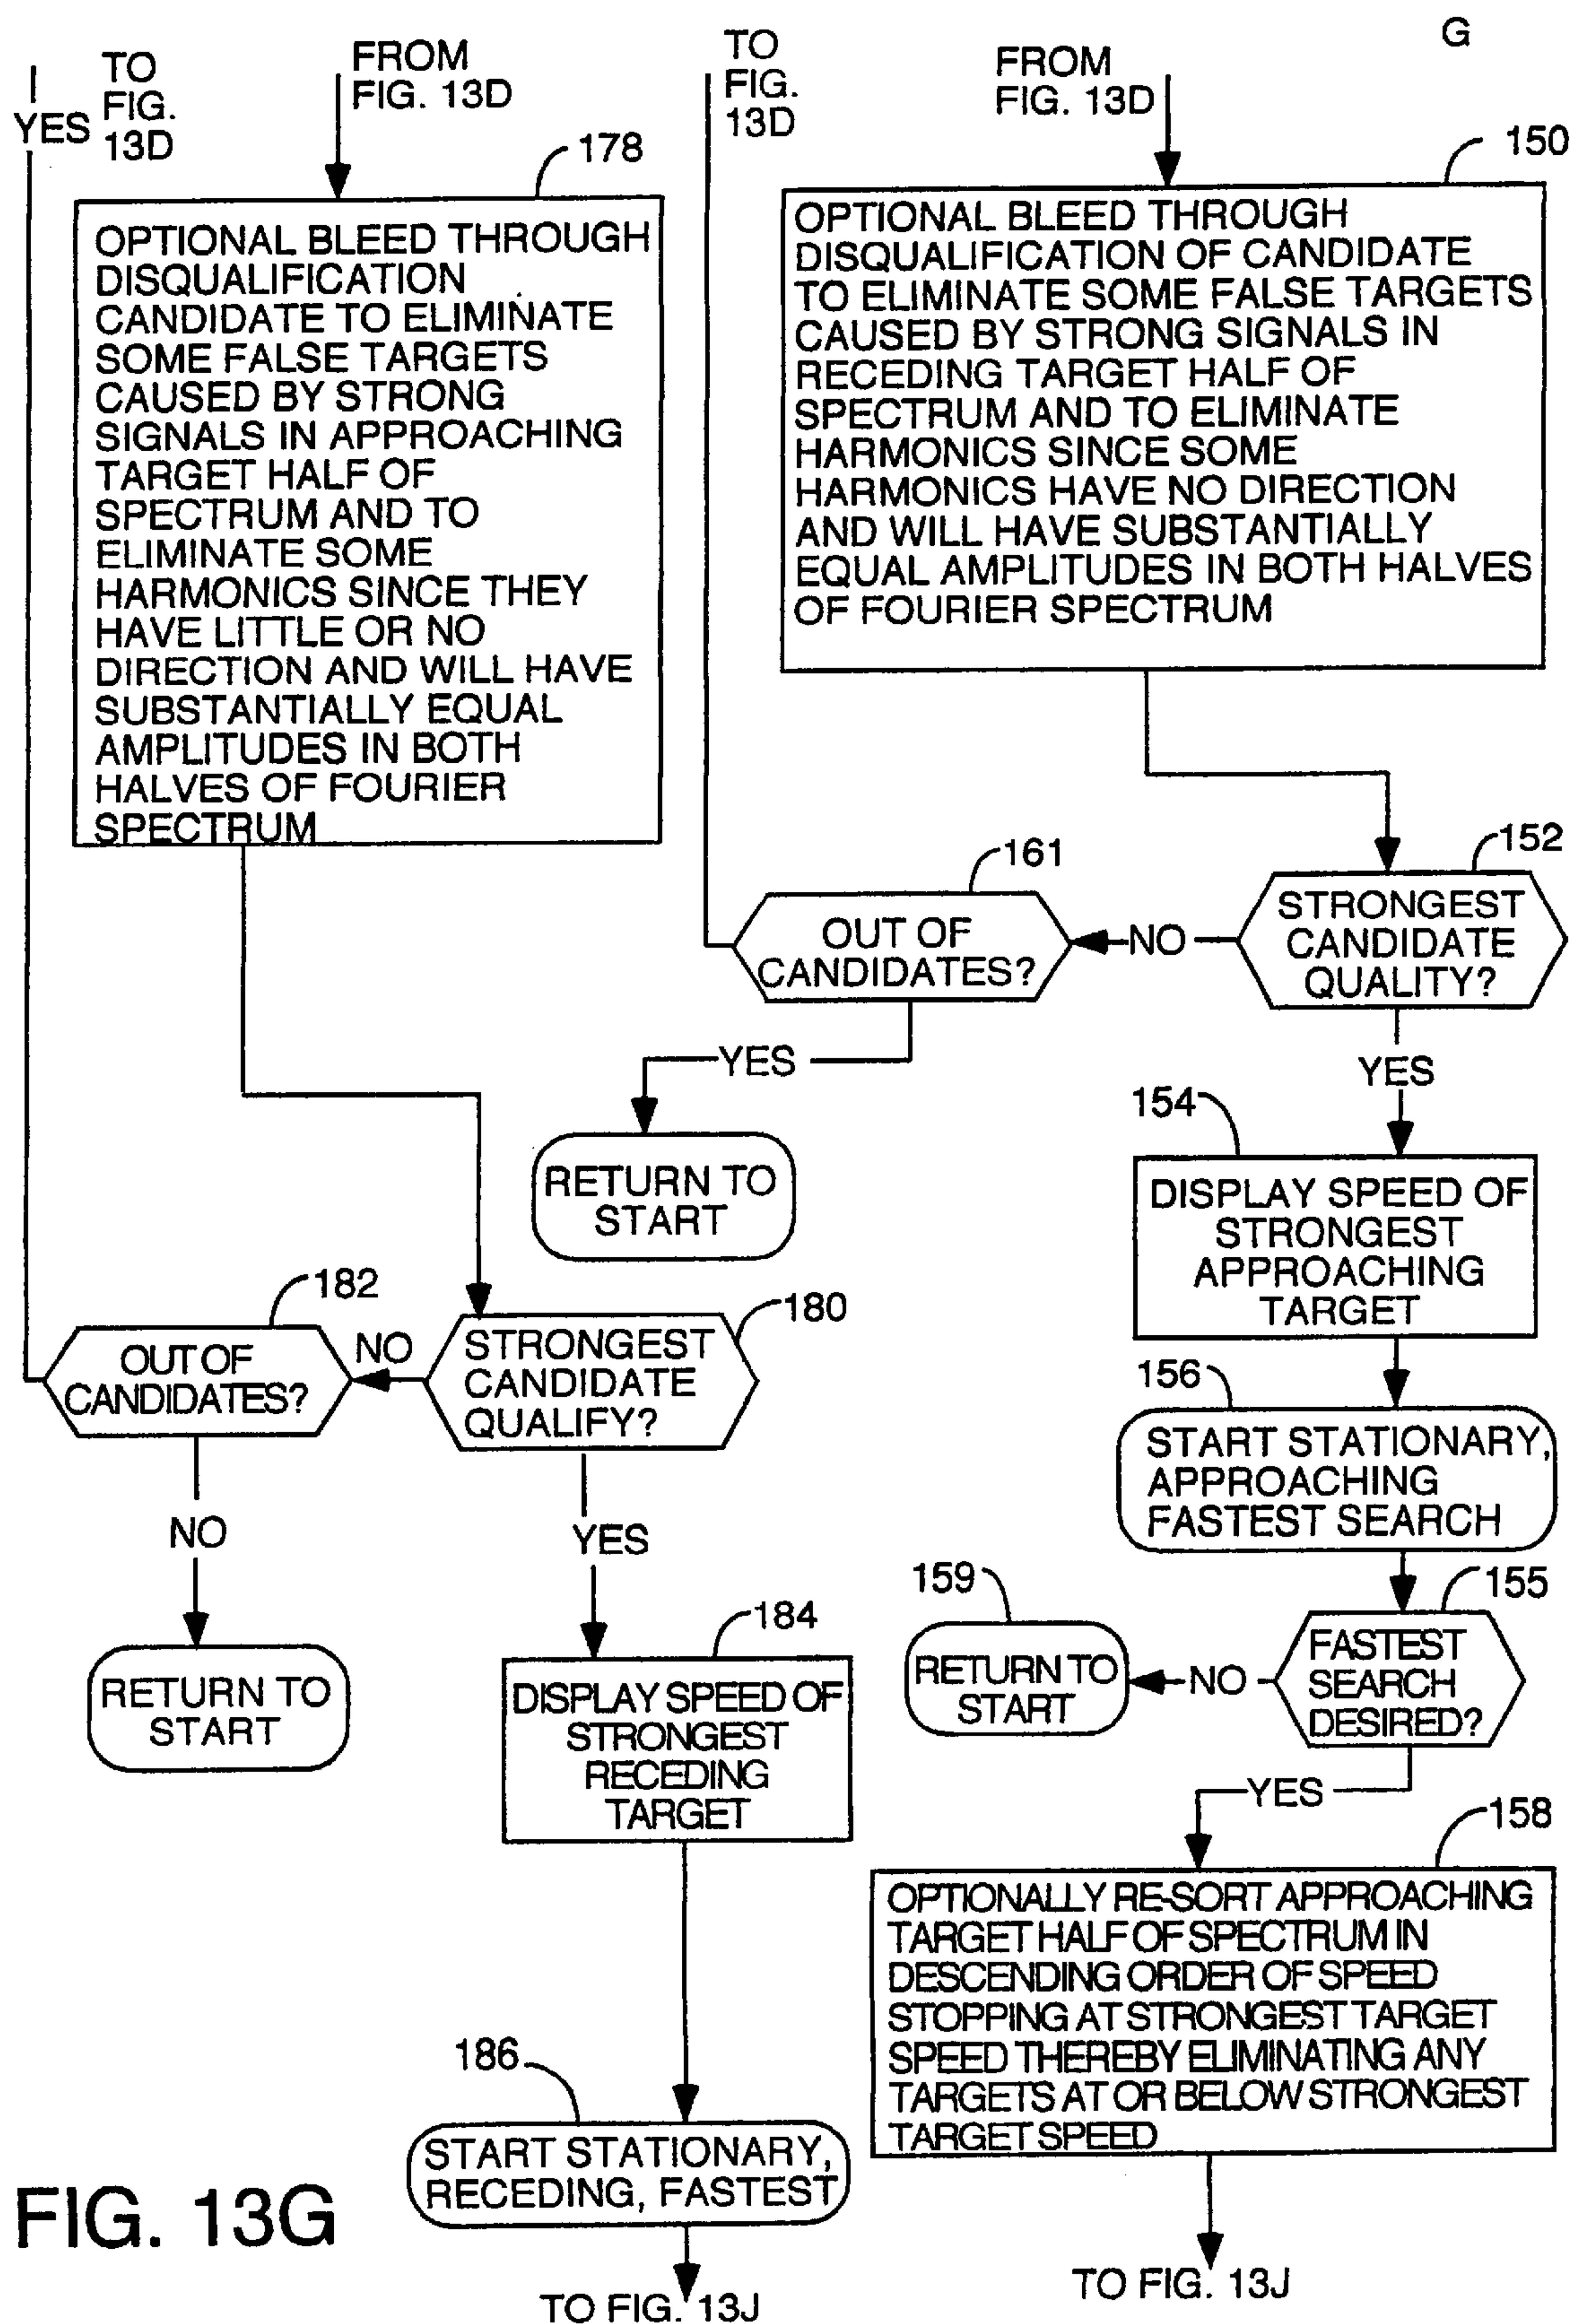 G
I
YES
TO
FIG.
13D
FROM
FIG. 13D
TO
FIG.
13D
FROM
FIG. 13D
178
OPTIONAL BLEED THROUGH
DISQUALIFICATION
CANDIDATE TO ELIMINATE
SOME FALSE TARGETS
CAUSED BY STRONG
SIGNALS IN APPROACHING
TARGET HALF OF
SPECTRUM AND TO
ELIMINATE SOME
HARMONICS SINCE THEY
HAVE LITTLE OR NO
DIRECTION AND WILL HAVE
SUBSTANTIALLY EQUAL
AMPLITUDES IN BOTH
HALVES OF FOURIER
SPECTRUM
150
OPTIONAL BLEED THROUGH
DISQUALIFICATION OF CANDIDATE
TO ELIMINATE SOME FALSE TARGETS
CAUSED BY STRONG SIGNALS IN
RECEDING TARGET HALF OF
SPECTRUM AND TO ELIMINATE
HARMONICS SINCE SOME
HARMONICS HAVE NO DIRECTION
AND WILL HAVE SUBSTANTIALLY
EQUAL AMPLITUDES IN BOTH HALVES
OF FOURIER SPECTRUM
152
STRONGEST
CANDIDATE
QUALITY?
NO
161
OUT OF
CANDIDATES?
YES
RETURN TO
START
YES
154
DISPLAY SPEED OF
STRONGEST
APPROACHING
TARGET
156
START STATIONARY,
APPROACHING
FASTEST SEARCH
155
FASTEST
SEARCH
DESIRED?
NO
159
RETURN TO
START
YES
158
OPTIONALLY RE-SORT APPROACHING
TARGET HALF OF SPECTRUM IN
DESCENDING ORDER OF SPEED
STOPPING AT STRONGEST TARGET
SPEED THEREBY ELIMINATING ANY
TARGETS AT OR BELOW STRONGEST
TARGET SPEED
TO FIG. 13J
180
STRONGEST
CANDIDATE
QUALIFY?
NO
182
OUT OF
CANDIDATES?
NO
RETURN TO
START
YES
184
DISPLAY SPEED OF
STRONGEST
RECEDING
TARGET
186
START STATIONARY,
RECEDING, FASTEST
TO FIG. 13J
FIG. 13G